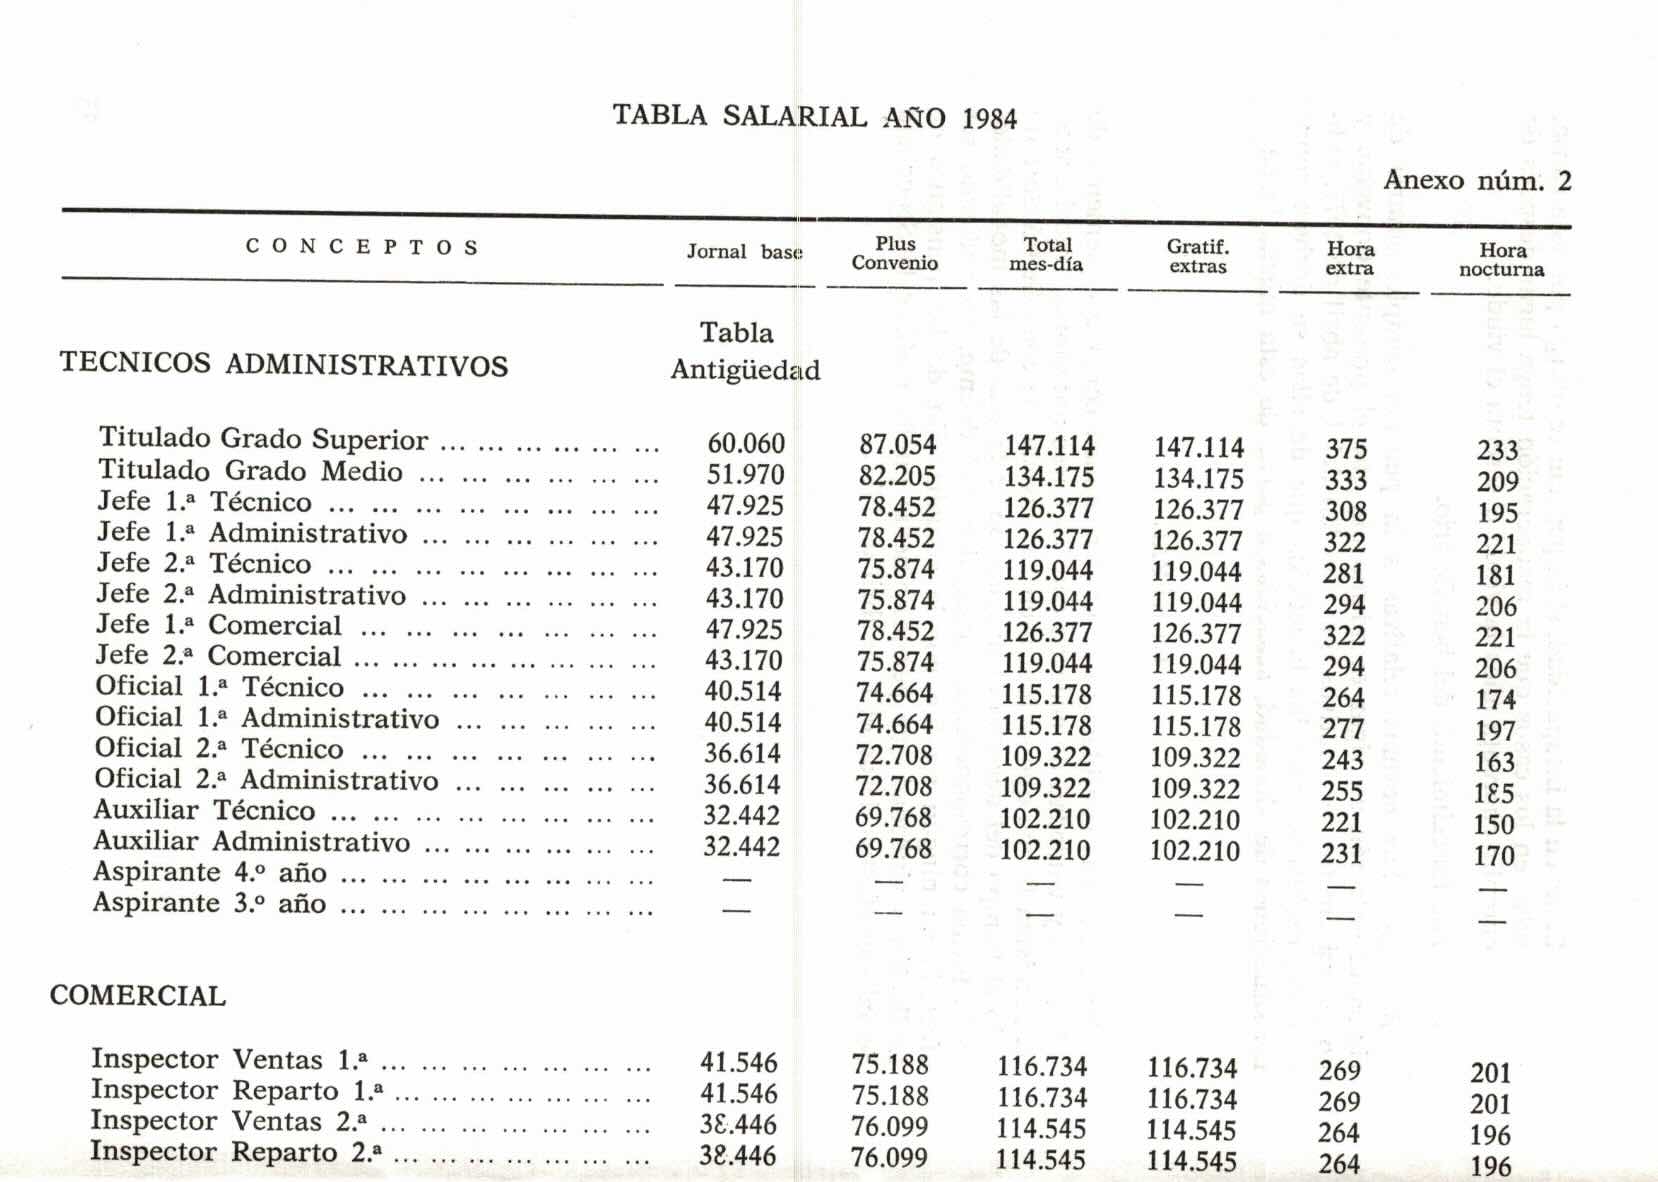 TABLA SALARIAL AÑO 1984
Anexo núm. 2
CONCEPTOS Jornal base Plus Convenio Total mes-día Gratif. extras Hora extra Hora nocturna
Tabla
TECNICOS ADMINISTRATIVOS Antigüedad
Titulado Grado Superior ... ... ... ... ... ... ... 60.060 87.054 147.114 147.114 375 233
Titulado Grado Medio ... ... ... ... ... ... ... 51.970 82.205 134.175 134.175 333 209
Jefe 1.ª Técnico ... ... ... ... ... ... ... ... ... 47.925 78.452 126.377 126.377 308 195
Jefe 1.ª Administrativo ... ... ... ... ... ... ... 47.925 78.452 126.377 126.377 322 221
Jefe 2.ª Técnico ... ... ... ... ... ... ... ... ... 43.170 75.874 119.044 119.044 281 181
Jefe 2.ª Administrativo ... ... ... ... ... ... ... 43.170 75.874 119.044 119.044 294 206
Jefe 1.ª Comercial ... ... ... ... ... ... ... ... 47.925 78.452 126.377 126.377 322 221
Jefe 2.ª Comercial ... ... ... ... ... ... ... ... ... 43.170 75.874 119.044 119.044 294 206
Oficial 1.ª Técnico ... ... ... ... ... ... ... ... 40.514 74.664 115.178 115.178 264 174
Oficial 1.ª Administrativo ... ... ... ... ... ... 40.514 74.664 115.178 115.178 277 197
Oficial 2.ª Técnico ... ... ... ... ... ... ... ... 36.614 72.708 109.322 109.322 243 163
Oficial 2.ª Administrativo ... ... ... ... ... ... 36.614 72.708 109.322 109.322 255 185
Auxiliar Técnico ... ... ... ... ... ... ... ... ... 32.442 69.768 102.210 102.210 221 150
Auxiliar Administrativo ... ... ... ... ... ... ... 32.442 69.768 102.210 102.210 231 170
Aspirante 4.º año ... ... ... ... ... ... ... ... ... — — — — — —
Aspirante 3.º año ... ... ... ... ... ... ... ... ... — — — — — —
COMERCIAL
Inspector Ventas 1.ª ... ... ... ... ... ... ... ... 41.546 75.188 116.734 116.734 269 201
Inspector Reparto 1.ª ... ... ... ... ... ... ... ... 41.546 75.188 116.734 116.734 269 201
Inspector Ventas 2.ª ... ... ... ... ... ... ... ... 38.446 76.099 114.545 114.545 264 196
Inspector Reparto 2.ª ... ... ... ... ... ... ... ... 38.446 76.099 114.545 114.545 264 196